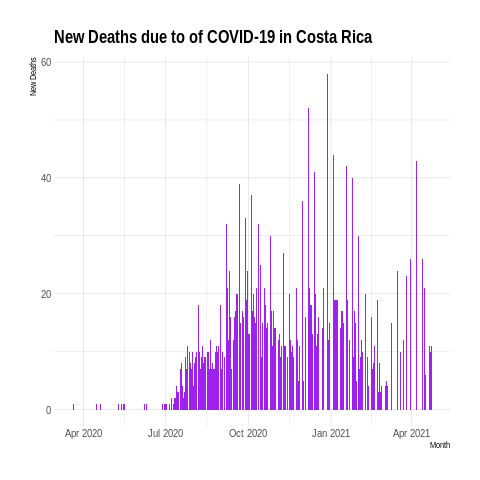 New Deaths due to of COVID-19 in Costa Rica
New Deaths
60
40
20
0
Apr 2020
Jul 2020
Oct 2020
Jan 2021
Apr 2021
Month